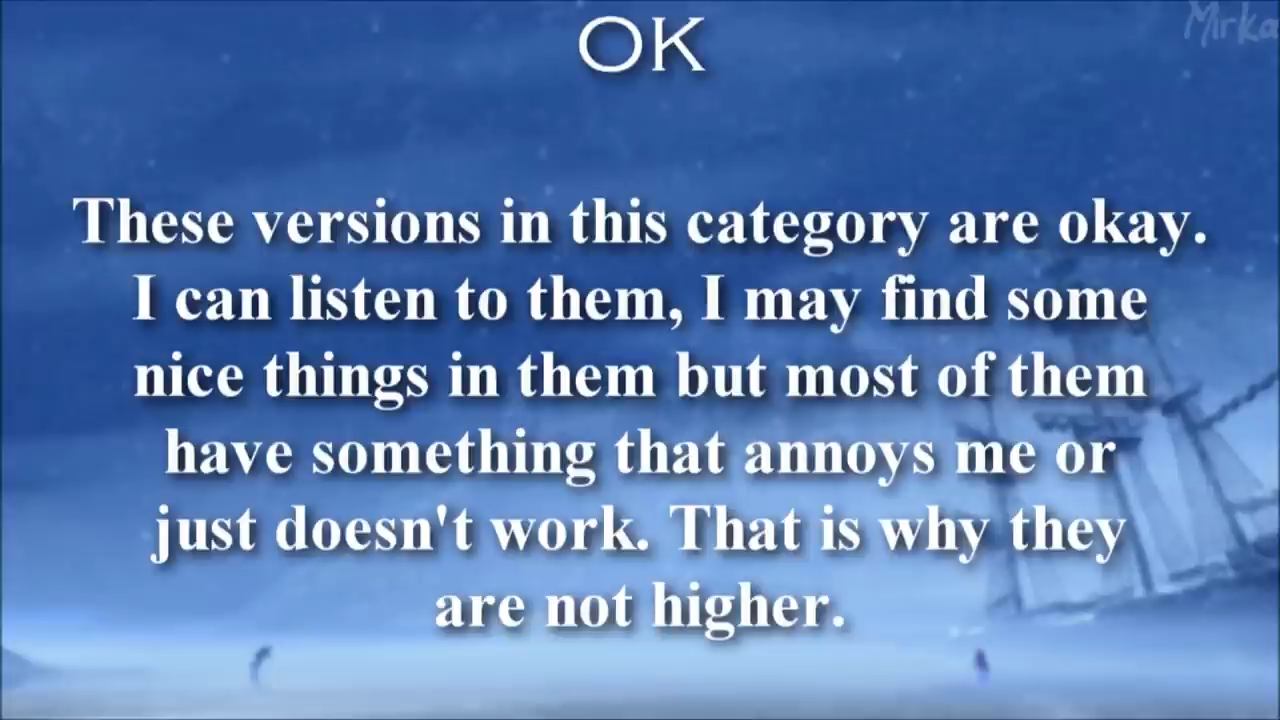 OK
Mirka
These versions in this category are okay.
I can listen to them, I may find some
nice things in them but most of them
have something that annoys me or
just doesn't work. That is why they
are not higher.